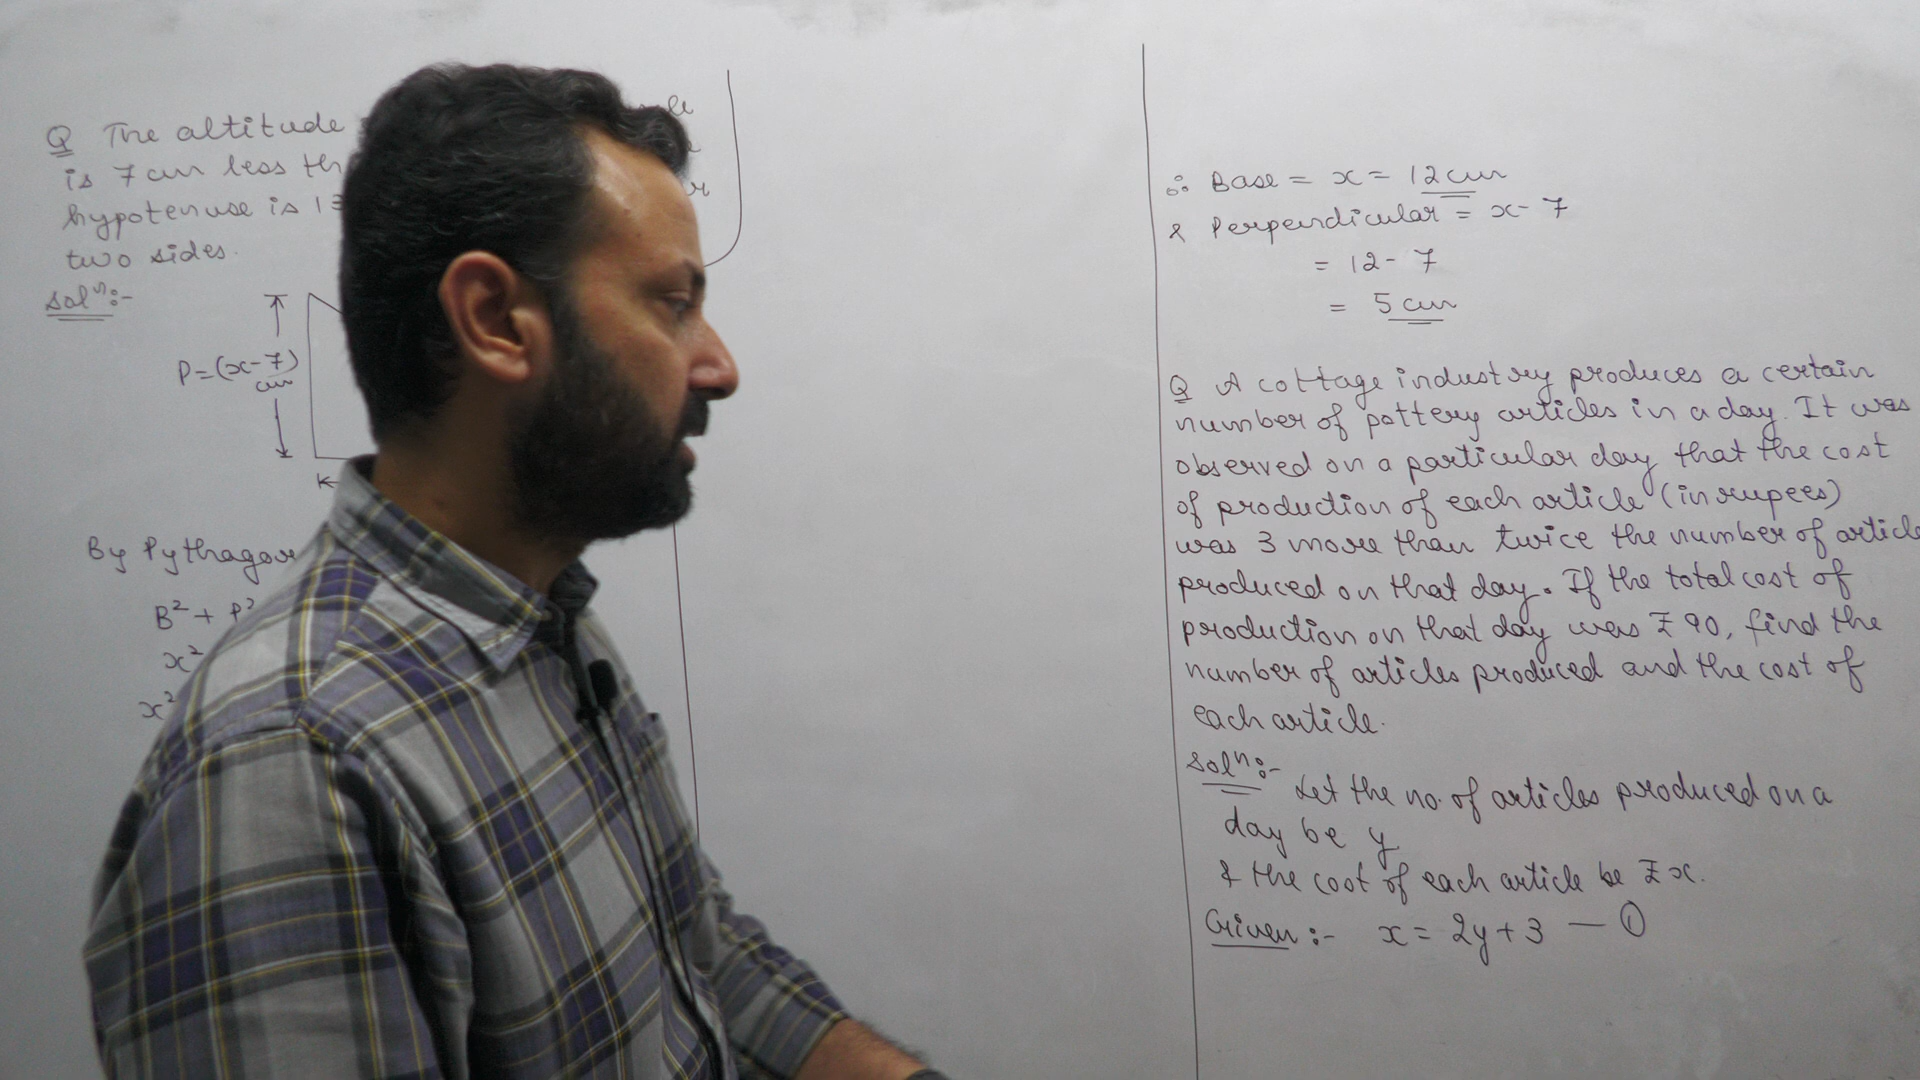 Q The altitude
is 7 cm less th
hypotenuse is 13
two sides.
Solⁿ:-
P=(x-7)
cm
K
By Pythagor
B² + P²
x²
x²
∴ Base = x = 12 cm
& Perpendicular = x-7
= 12- 7
= 5 cm
Q A cottage industry produces a certain
number of pottery articles in a day. It was
observed on a particular day that the cost
of production of each article (in rupees)
was 3 more than twice the number of article
produced on that day. If the total cost of
production on that day was ₹ 90, find the
number of articles produced and the cost of
each article.
Solⁿ:- Let the no. of articles produced on a
day be y
& the cost of each article be ₹ x.
Given :- x = 2y+3 — ①